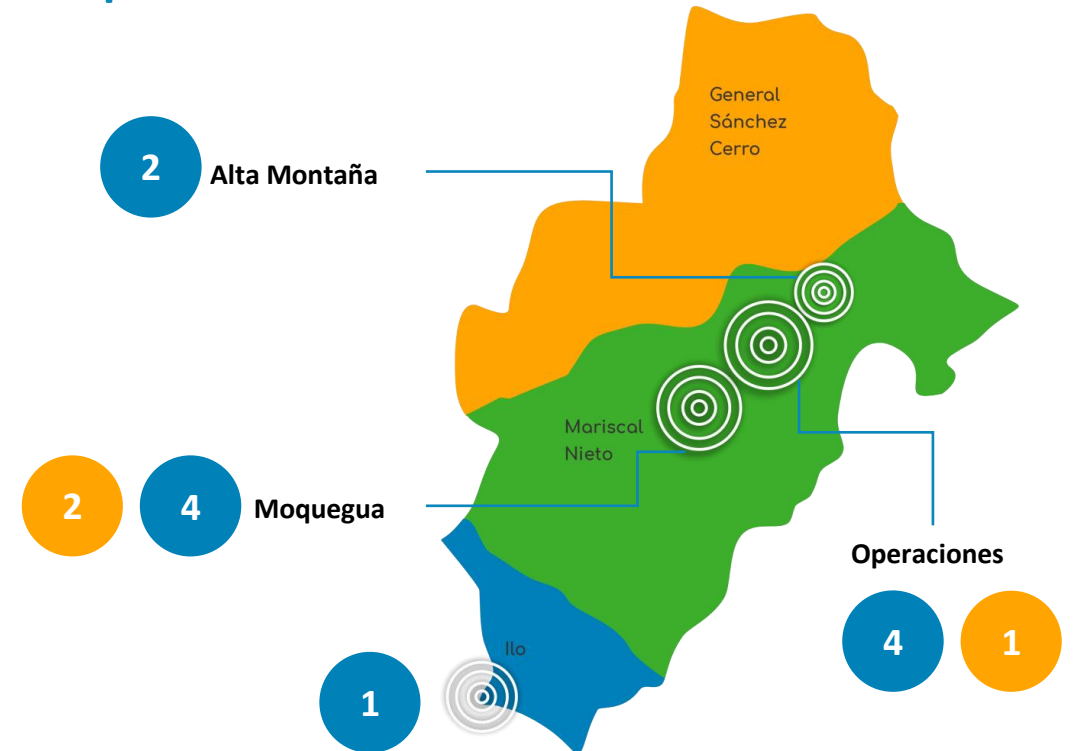 General
Sánchez
Cerro
2
Alta Montaña
Mariscal
Nieto
2
4
Moquegua
Operaciones
4
1
Ilo
1